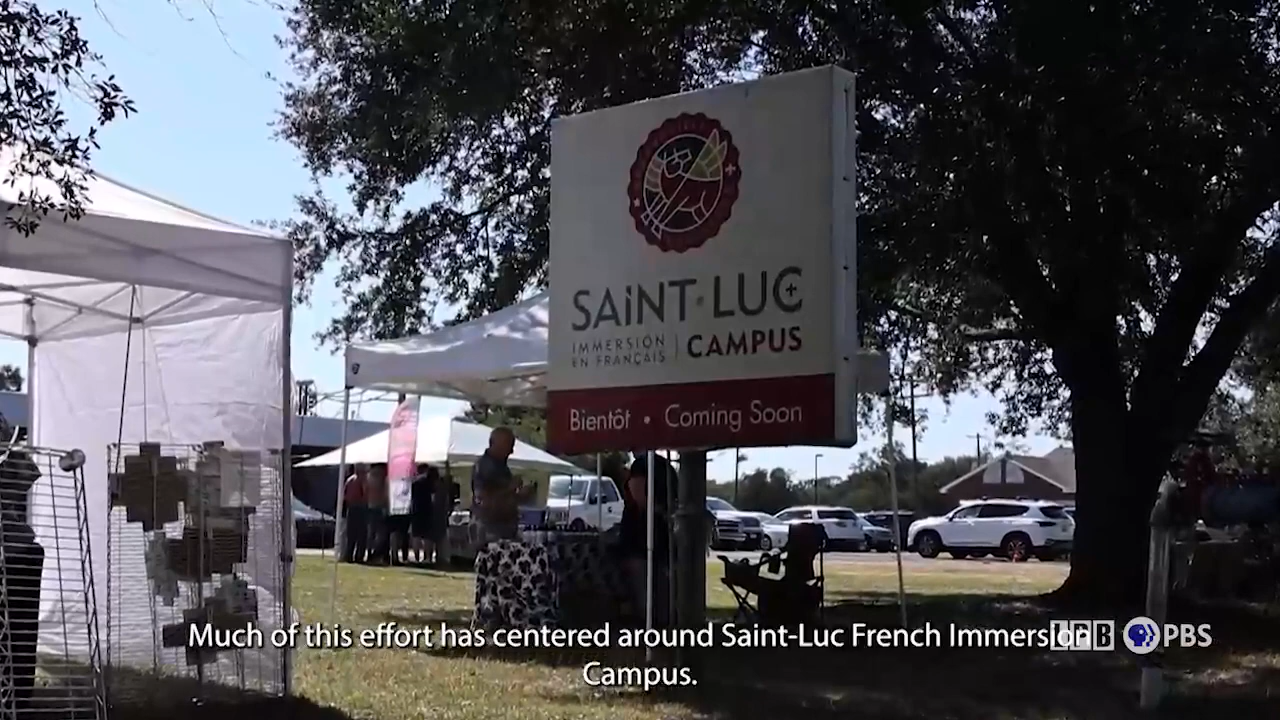 SAiNT·LUC
IMMERSION
EN FRANÇAIS
CAMPUS
Bientôt • Coming Soon
Much of this effort has centered around Saint-Luc French Immersion
Campus.
LPB PBS